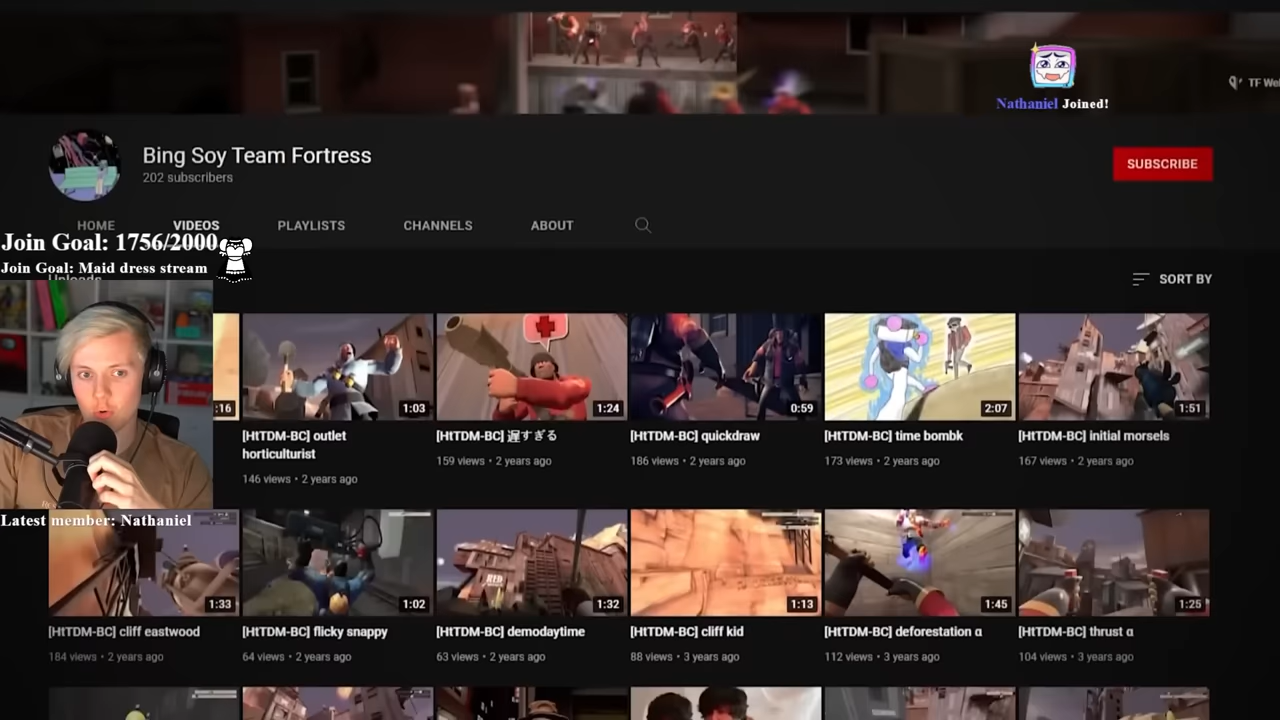 Nathaniel Joined!
TF
Bing Soy Team Fortress
202 subscribers
SUBSCRIBE
HOME
VIDEOS
PLAYLISTS
CHANNELS
ABOUT
Join Goal: 1756/2000
Join Goal: Maid dress stream
Uploads
SORT BY
:16
1:03
1:24
0:59
2:07
1:51
[HtTDM-BC] outlet
horticulturist
146 views • 2 years ago
[HtTDM-BC] 遅すぎる
159 views • 2 years ago
[HtTDM-BC] quickdraw
186 views • 2 years ago
[HtTDM-BC] time bombk
173 views • 2 years ago
[HtTDM-BC] initial morsels
167 views • 2 years ago
Latest member: Nathaniel
RED
1:33
1:02
1:32
1:13
1:45
1:25
[HtTDM-BC] cliff eastwood
184 views • 2 years ago
[HtTDM-BC] flicky snappy
64 views • 2 years ago
[HtTDM-BC] demodaytime
63 views • 2 years ago
[HtTDM-BC] cliff kid
88 views • 3 years ago
[HtTDM-BC] deforestation α
112 views • 3 years ago
[HtTDM-BC] thrust α
104 views • 3 years ago